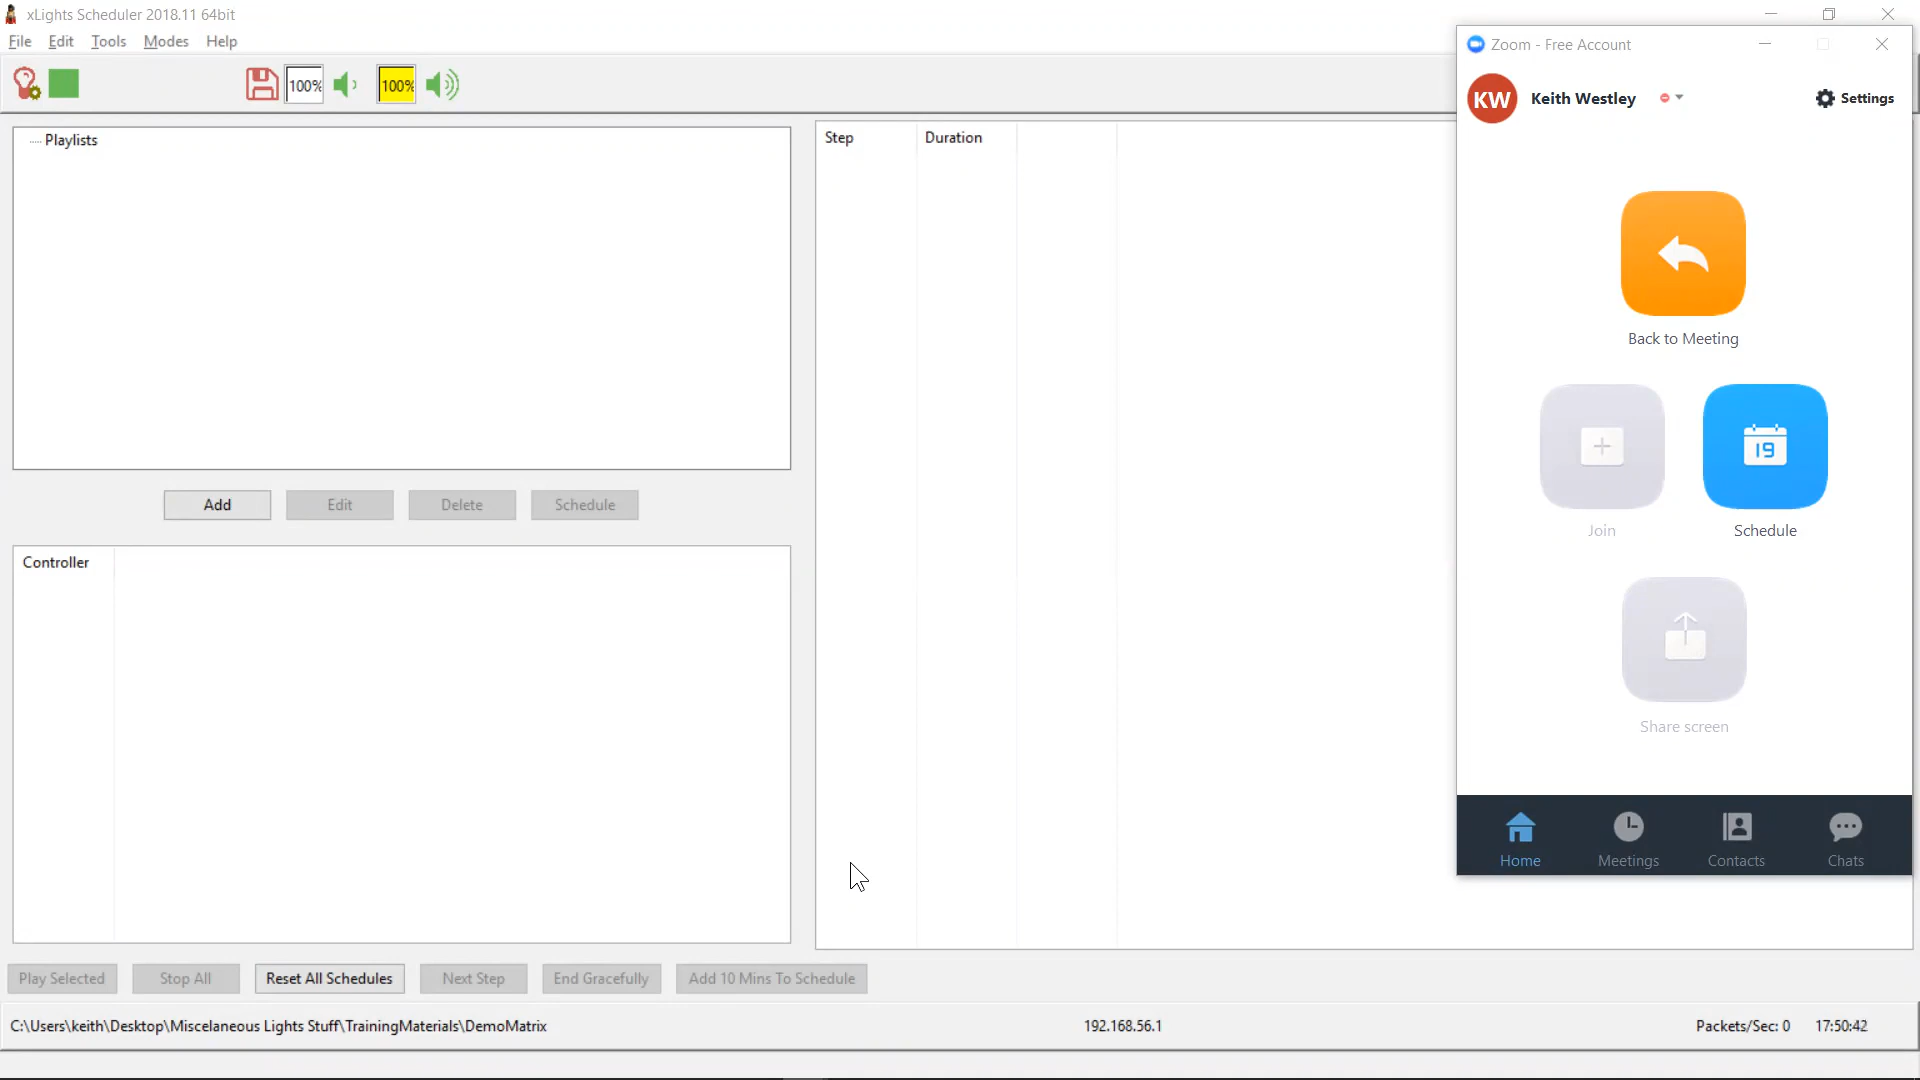 xLights Scheduler 2018.11 64bit
File Edit Tools Modes Help
100% 100%
Playlists
Add Edit Delete Schedule
Controller
Step Duration
Zoom - Free Account
KW Keith Westley Settings
Back to Meeting
19
Join Schedule
Share screen
Home Meetings Contacts Chats
Play Selected Stop All Reset All Schedules Next Step End Gracefully Add 10 Mins To Schedule
C:\Users\keith\Desktop\Miscelaneous Lights Stuff\TrainingMaterials\DemoMatrix 192.168.56.1 Packets/Sec: 0 17:50:42